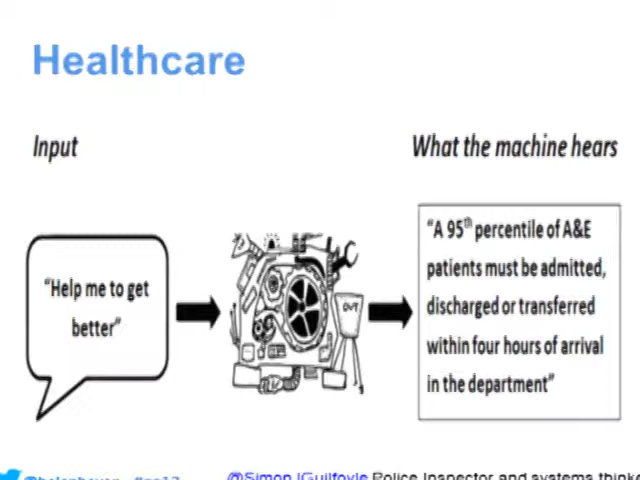 Healthcare
Input
What the machine hears
“Help me to get
better”
OUT
“A 95th percentile of A&E
patients must be admitted,
discharged or transferred
within four hours of arrival
in the department”
@Simon JGuilfoyle Police Inspector and systems thinke